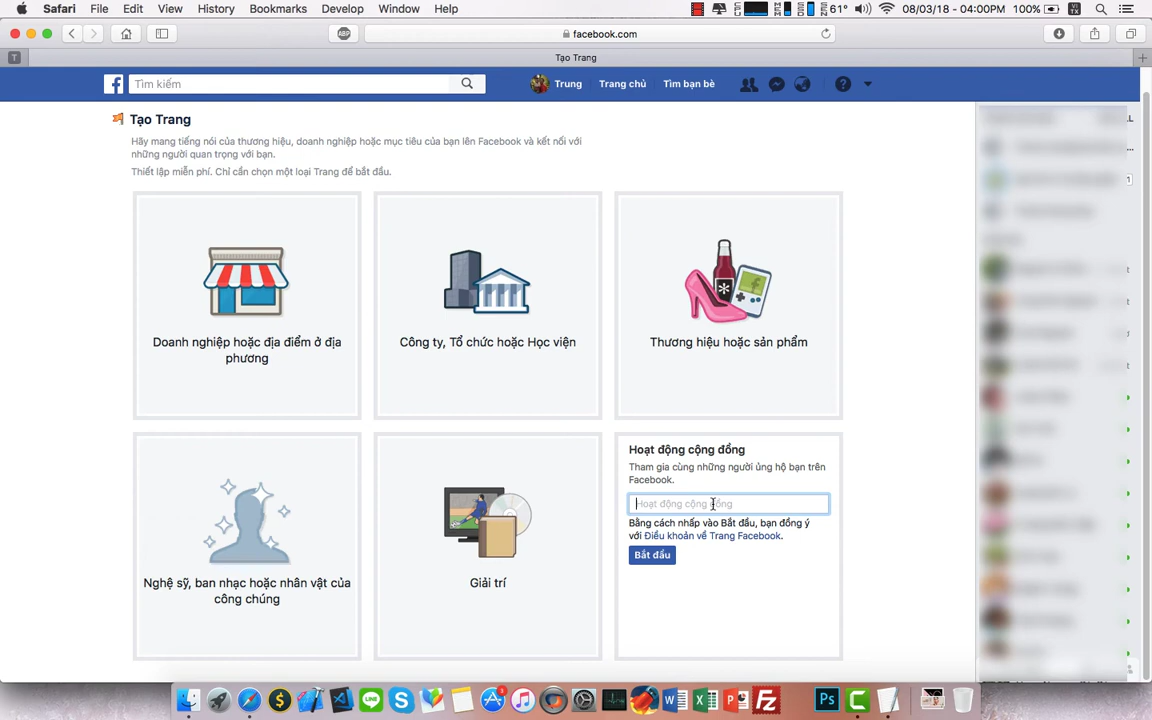 Safari File Edit View History Bookmarks Develop Window Help 61° 08/03/18 - 04:00PM 100%
ABP facebook.com
T Tạo Trang
f Tìm kiếm Trung Trang chủ Tìm bạn bè
Tạo Trang
Hãy mang tiếng nói của thương hiệu, doanh nghiệp hoặc mục tiêu của bạn lên Facebook và kết nối với
những người quan trọng với bạn.
Thiết lập miễn phí. Chỉ cần chọn một loại Trang để bắt đầu.
Doanh nghiệp hoặc địa điểm ở địa
phương
Công ty, Tổ chức hoặc Học viện
Thương hiệu hoặc sản phẩm
Nghệ sỹ, ban nhạc hoặc nhân vật của
công chúng
Giải trí
Hoạt động cộng đồng
Tham gia cùng những người ủng hộ bạn trên
Facebook.
Hoạt động cộng đồng
Bằng cách nhấp vào Bắt đầu, bạn đồng ý
với Điều khoản về Trang Facebook.
Bắt đầu